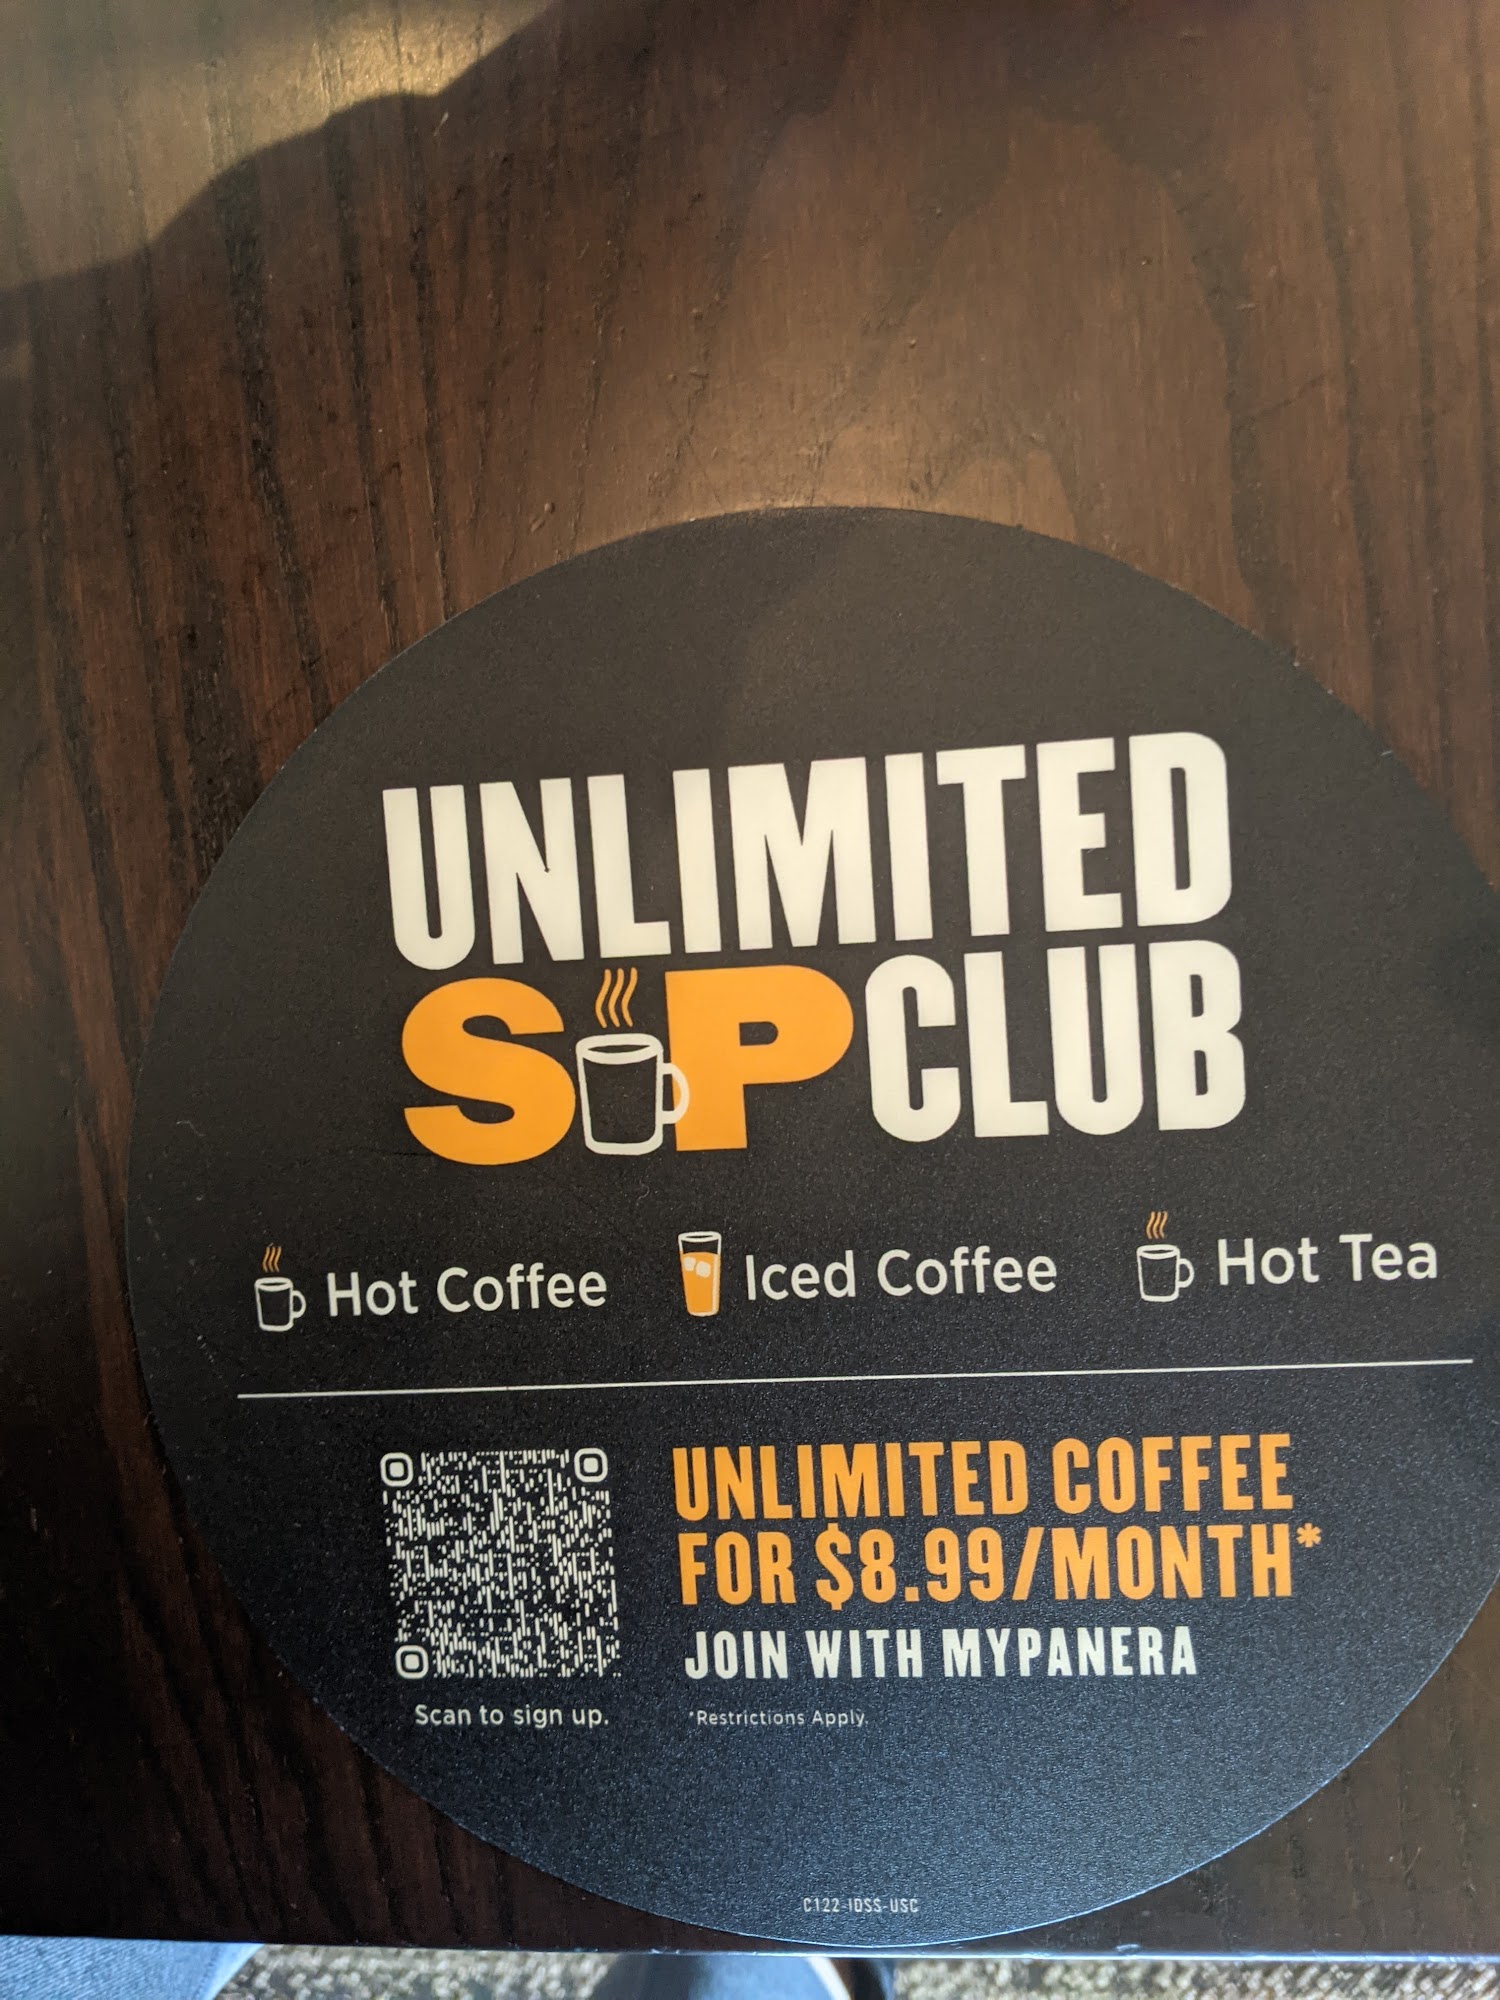 UNLIMITED
SIP CLUB
Hot Coffee
Iced Coffee
Hot Tea
UNLIMITED COFFEE
FOR $8.99/MONTH*
JOIN WITH MYPANERA
Scan to sign up.
*Restrictions Apply.
C122-IDSS-USC